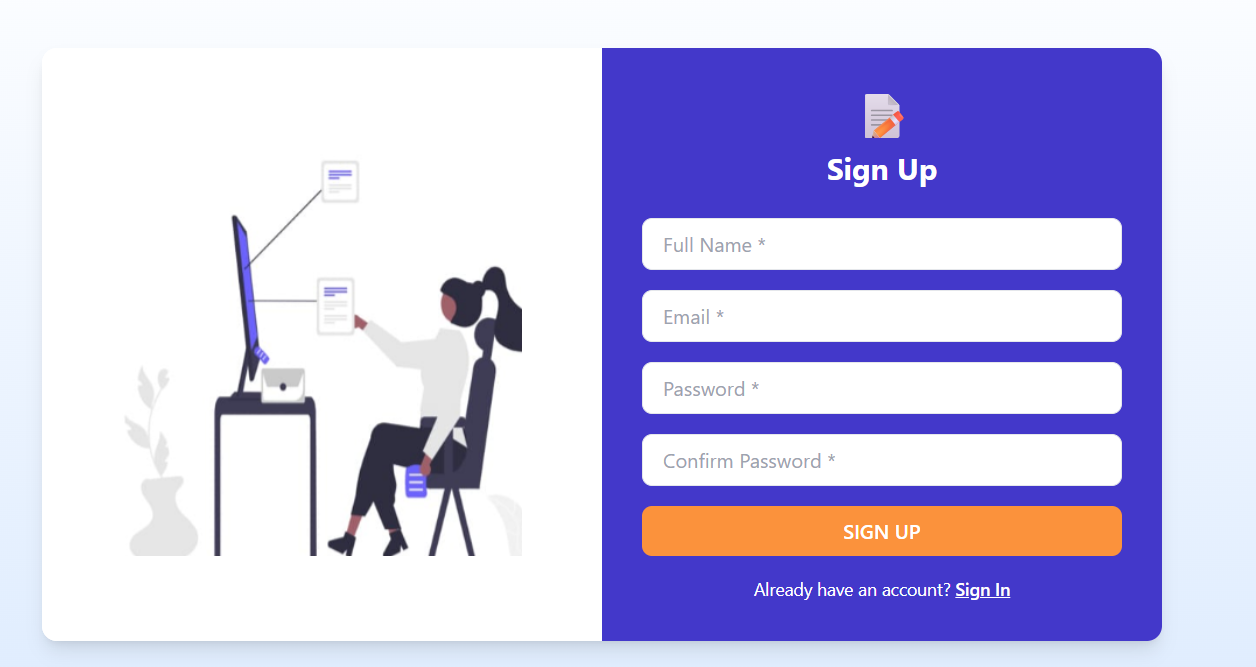 Sign Up
Full Name *
Email *
Password *
Confirm Password *
SIGN UP
Already have an account? Sign In